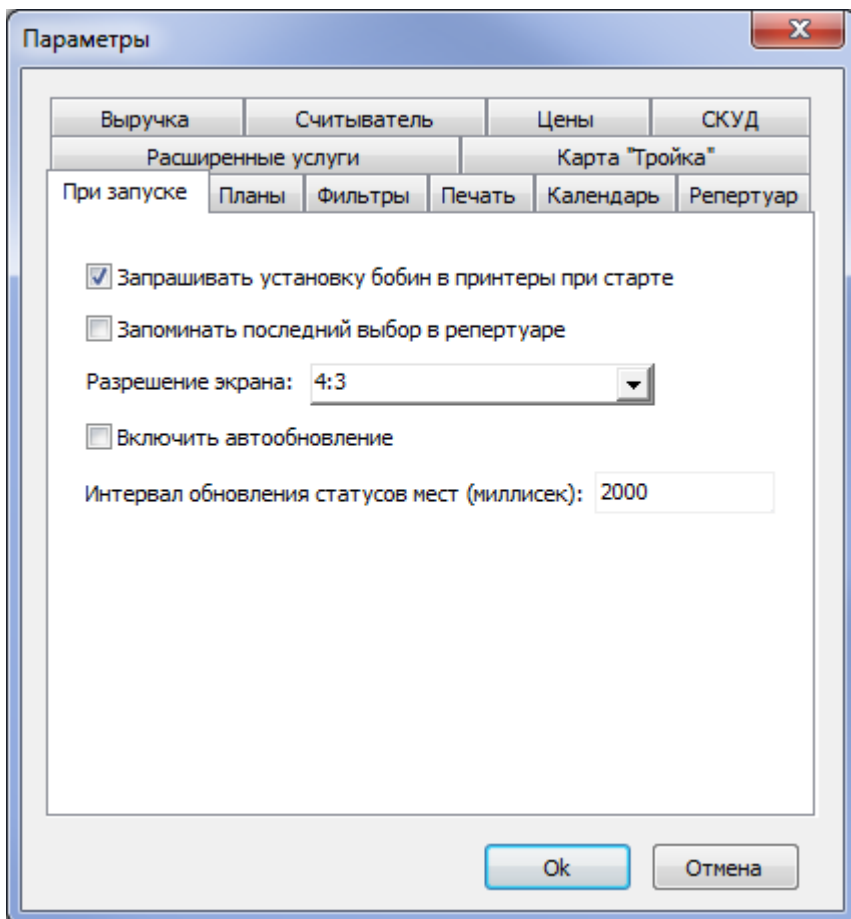 Параметры
Выручка Считыватель Цены СКУД
Расширенные услуги Карта "Тройка"
При запуске Планы Фильтры Печать Календарь Репертуар
Запрашивать установку бобин в принтеры при старте
Запоминать последний выбор в репертуаре
Разрешение экрана: 4:3
Включить автообновление
Интервал обновления статусов мест (миллисек): 2000
Ok Отмена